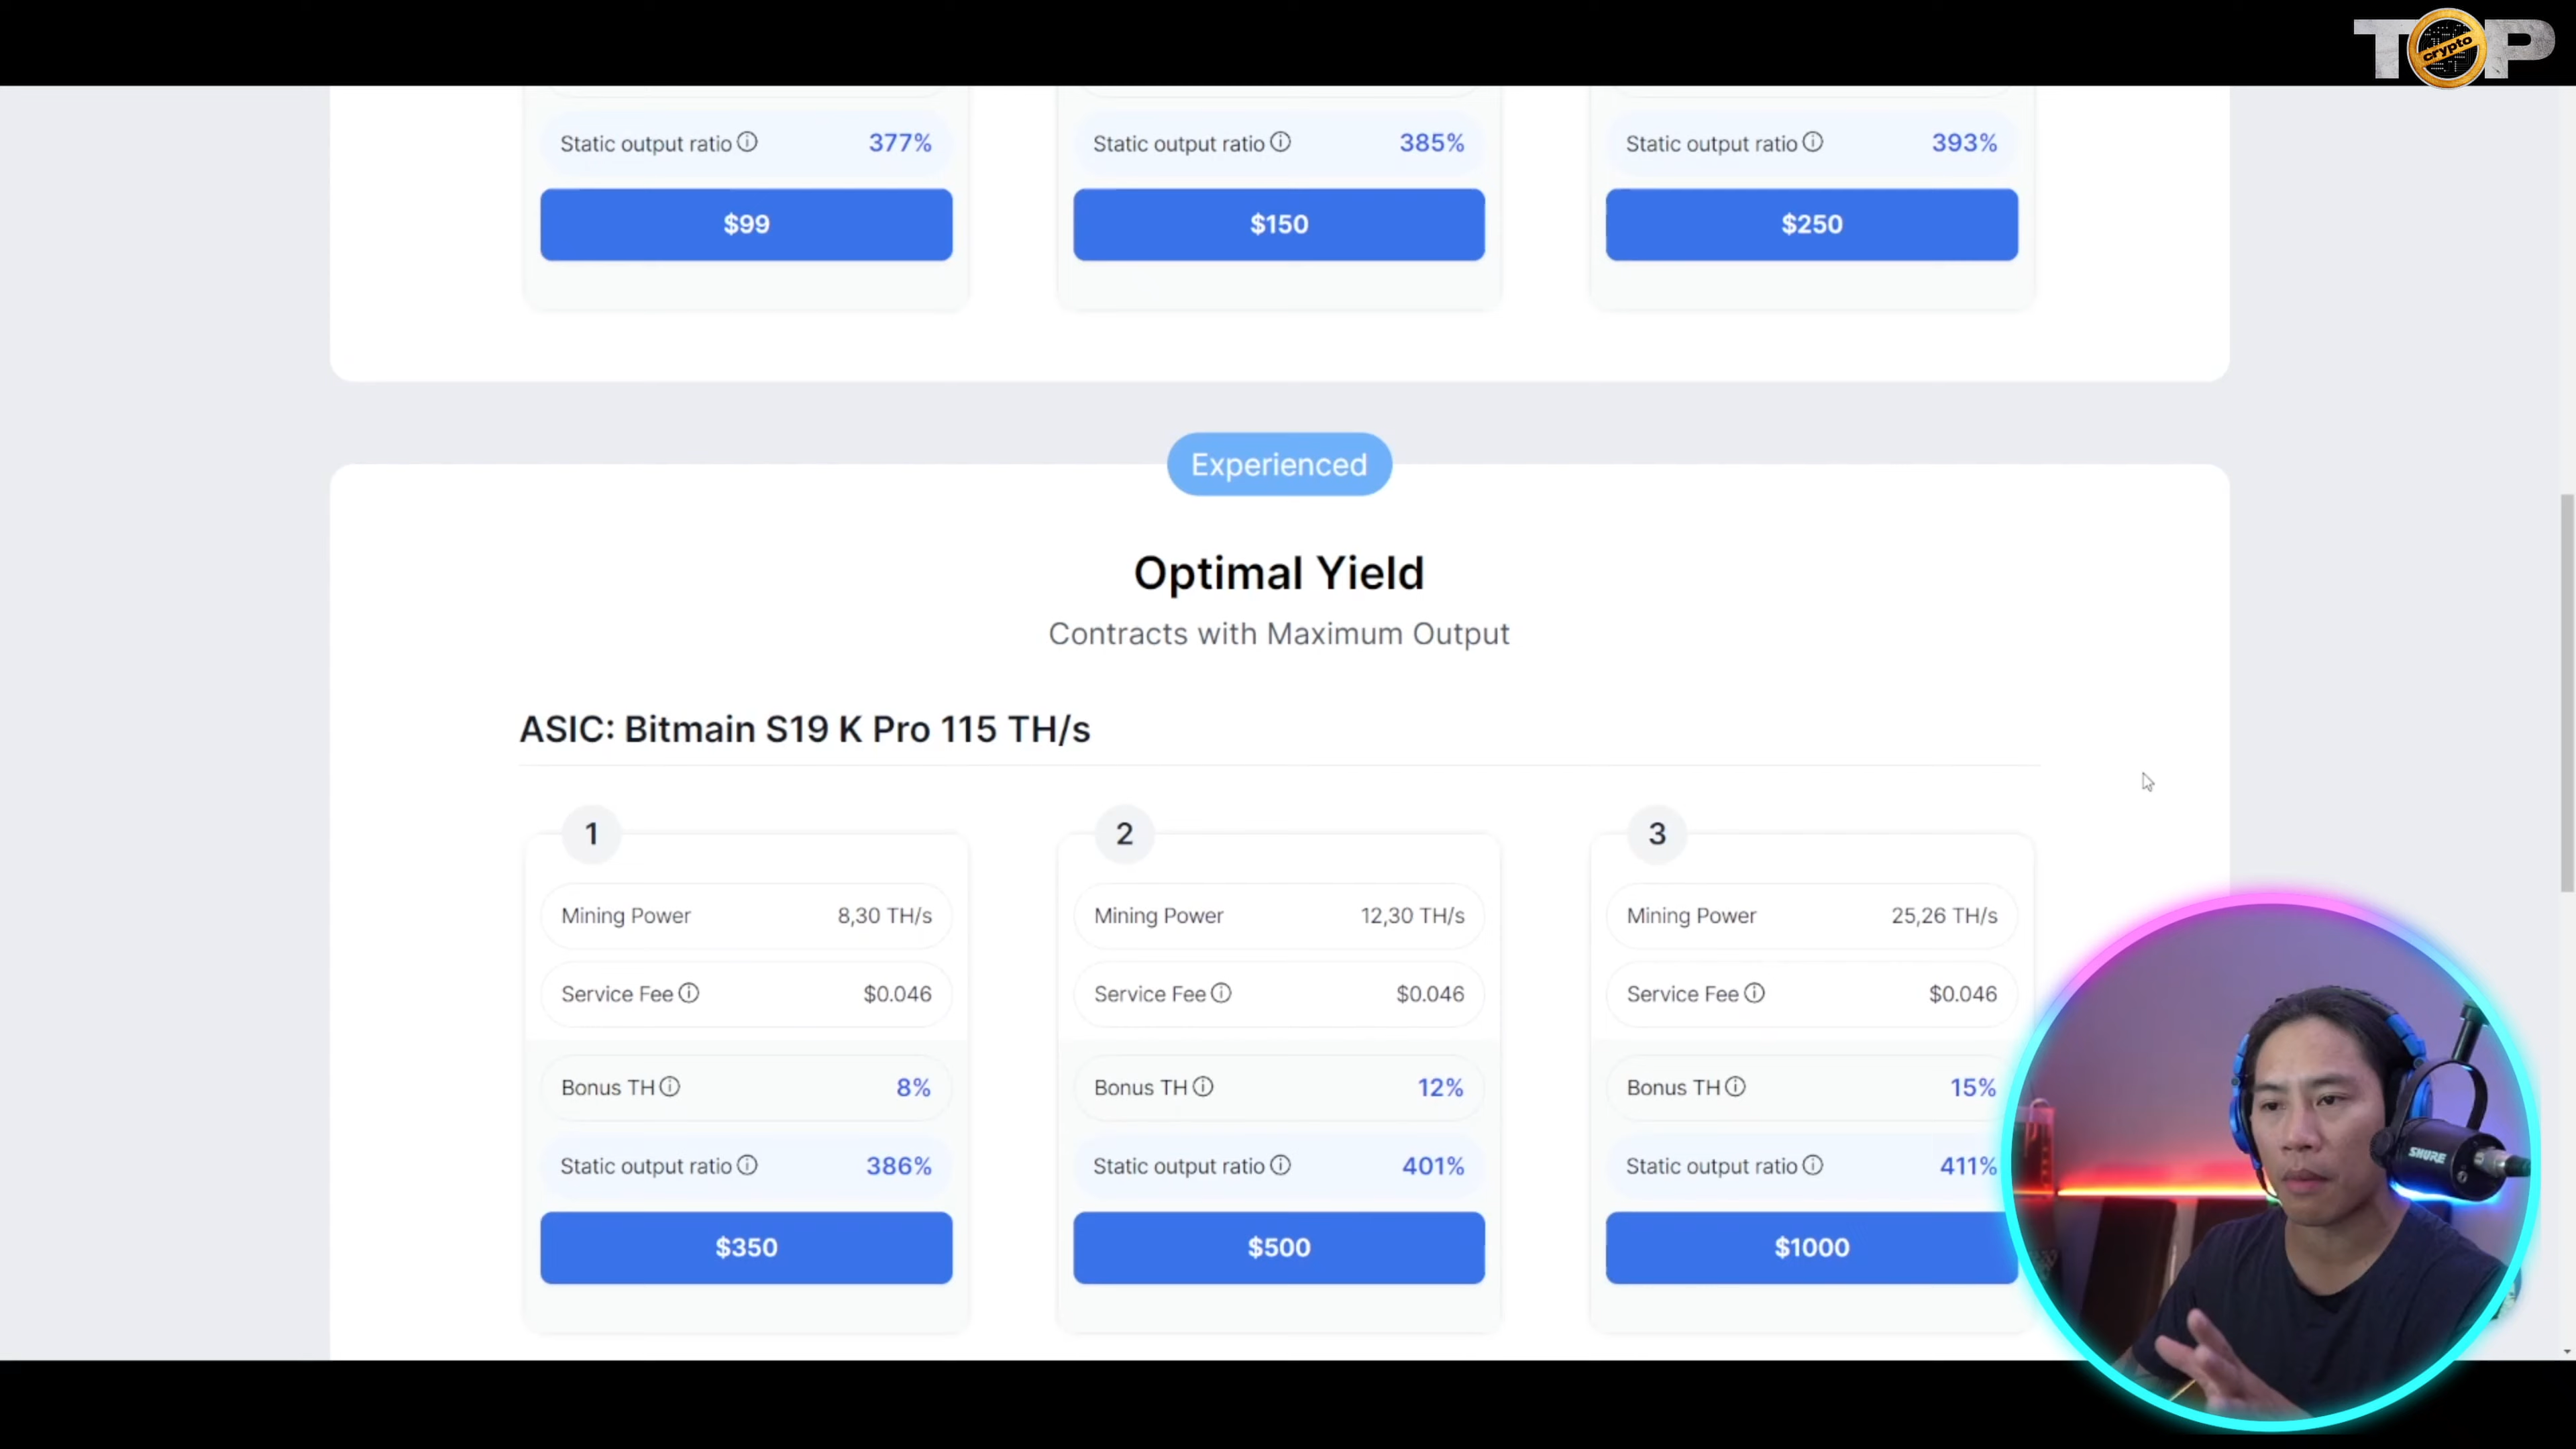 TOP
crypto
Static output ratio 377%
Static output ratio 385%
Static output ratio 393%
$99
$150
$250
Experienced
Optimal Yield
Contracts with Maximum Output
ASIC: Bitmain S19 K Pro 115 TH/s
1
2
3
Mining Power 8,30 TH/s
Mining Power 12,30 TH/s
Mining Power 25,26 TH/s
Service Fee $0.046
Service Fee $0.046
Service Fee $0.046
Bonus TH 8%
Bonus TH 12%
Bonus TH 15%
Static output ratio 386%
Static output ratio 401%
Static output ratio 411%
$350
$500
$1000
SHURE